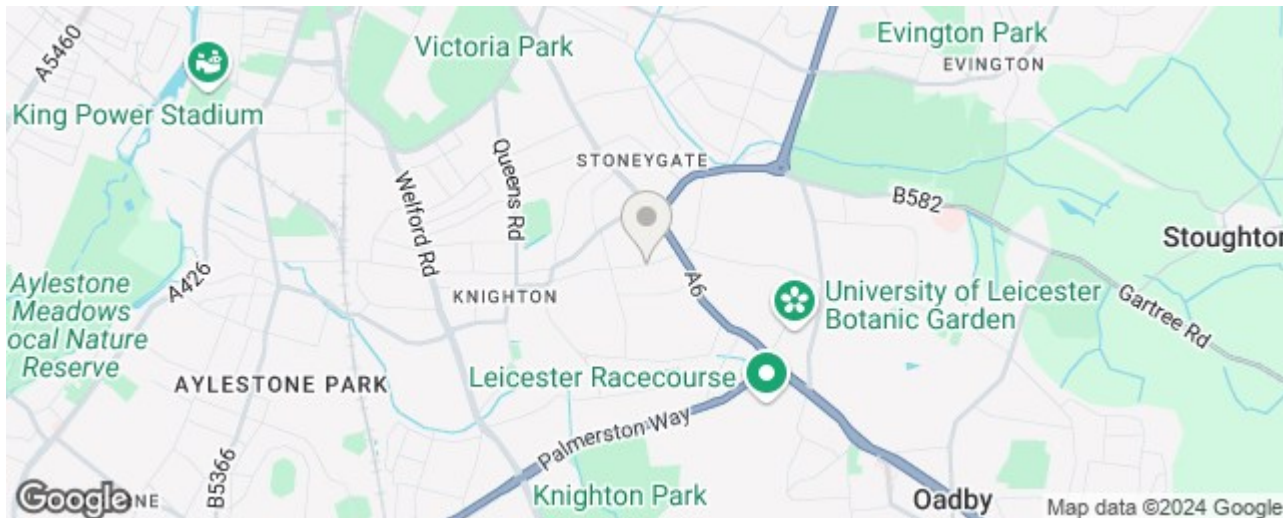 A5460
Victoria Park
Evington Park
EVINGTON
King Power Stadium
STONEYGATE
Queens Rd
Welford Rd
B582
Stoughton
A426
Aylestone
Meadows
ocal Nature
Reserve
KNIGHTON
A6
University of Leicester
Botanic Garden
Gartree Rd
AYLESTONE PARK
Leicester Racecourse
Palmerston Way
B5366
Knighton Park
Oadby
Google
ONE
Map data ©2024 Google